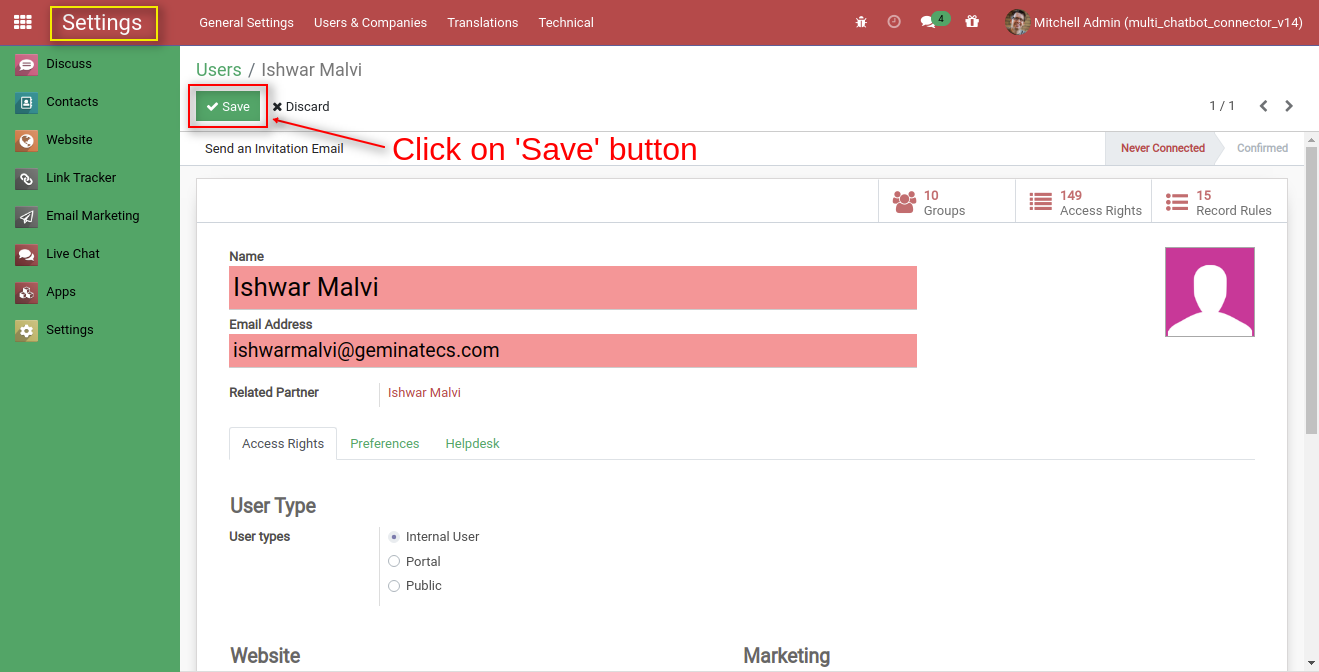 Settings General Settings Users & Companies Translations Technical 4 Mitchell Admin (multi_chatbot_connector_v14)
Discuss
Contacts
Website
Link Tracker
Email Marketing
Live Chat
Apps
Settings
Users / Ishwar Malvi
Save Discard 1 / 1
Click on 'Save' button
Send an Invitation Email Never Connected Confirmed
10 Groups
149 Access Rights
15 Record Rules
Name
Ishwar Malvi
Email Address
ishwarmalvi@geminatecs.com
Related Partner Ishwar Malvi
Access Rights Preferences Helpdesk
User Type
User types Internal User
Portal
Public
Website Marketing